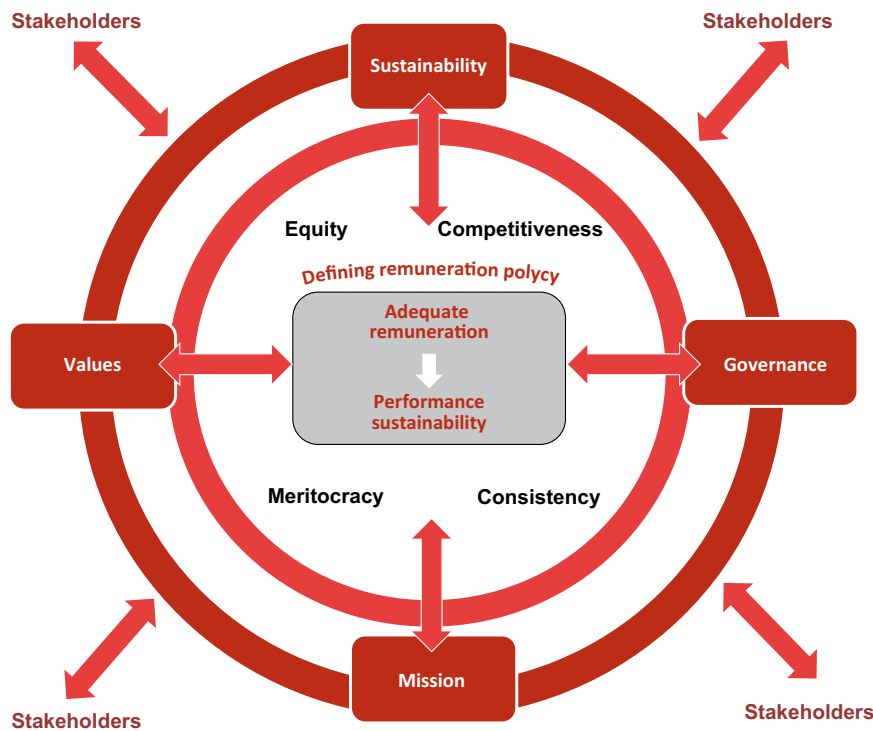 Stakeholders
Stakeholders
Sustainability
Equity
Competitiveness
Defining remuneration polycy
Adequate
remuneration
Values
Governance
Performance
sustainability
Meritocracy
Consistency
Mission
Stakeholders
Stakeholders